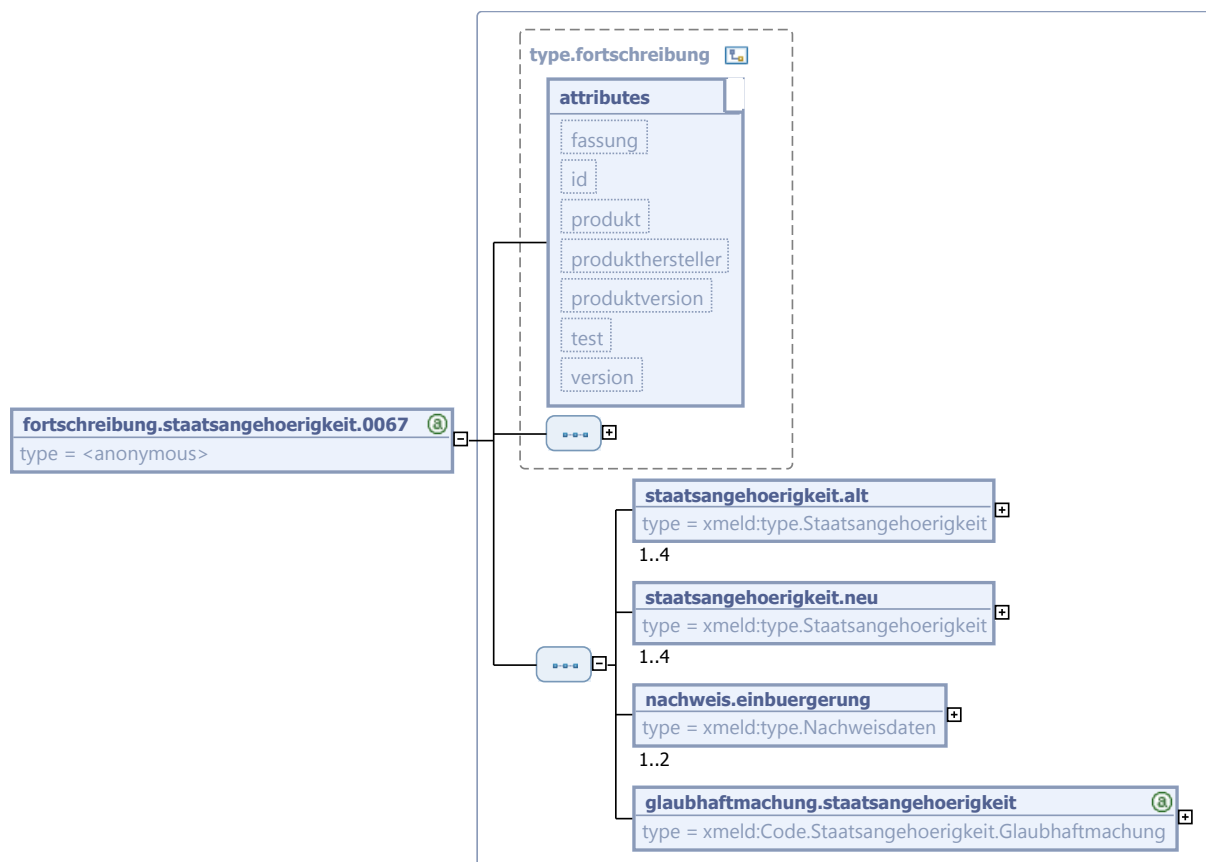 type.fortschreibung
attributes
fassung
id
produkt
produkthersteller
produktversion
test
version
fortschreibung.staatsangehoerigkeit.0067
type = <anonymous>
staatsangehoerigkeit.alt
type = xmeld:type.Staatsangehoerigkeit
1..4
staatsangehoerigkeit.neu
type = xmeld:type.Staatsangehoerigkeit
1..4
nachweis.einbuergerung
type = xmeld:type.Nachweisdaten
1..2
glaubhaftmachung.staatsangehoerigkeit
type = xmeld:Code.Staatsangehoerigkeit.Glaubhaftmachung